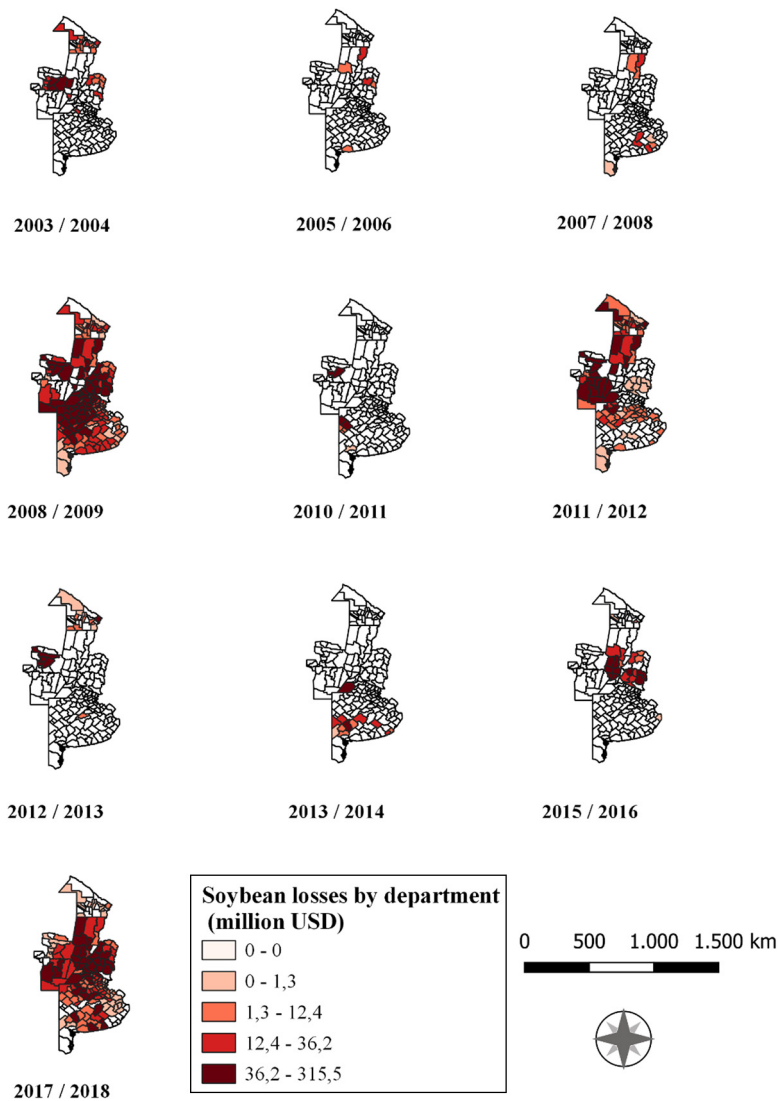 2003 / 2004
2005 / 2006
2007 / 2008
2008 / 2009
2010 / 2011
2011 / 2012
2012 / 2013
2013 / 2014
2015 / 2016
2017 / 2018
Soybean losses by department
(million USD)
0 - 0
0 - 1,3
1,3 - 12,4
12,4 - 36,2
36,2 - 315,5
0 500 1.000 1.500 km